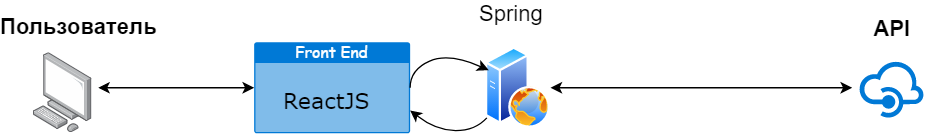 Пользователь
Front End
ReactJS
Spring
API